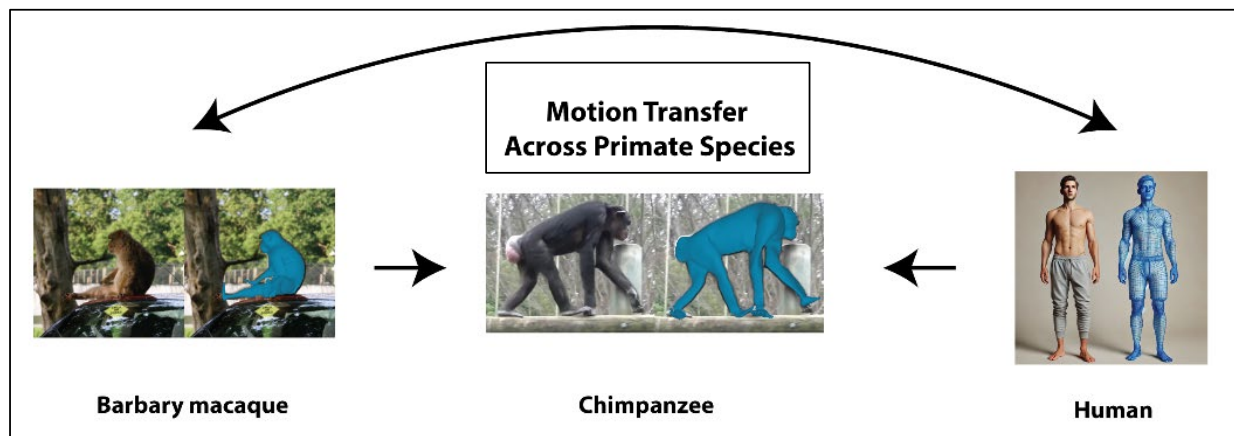 Motion Transfer
Across Primate Species
Barbary macaque
Chimpanzee
Human